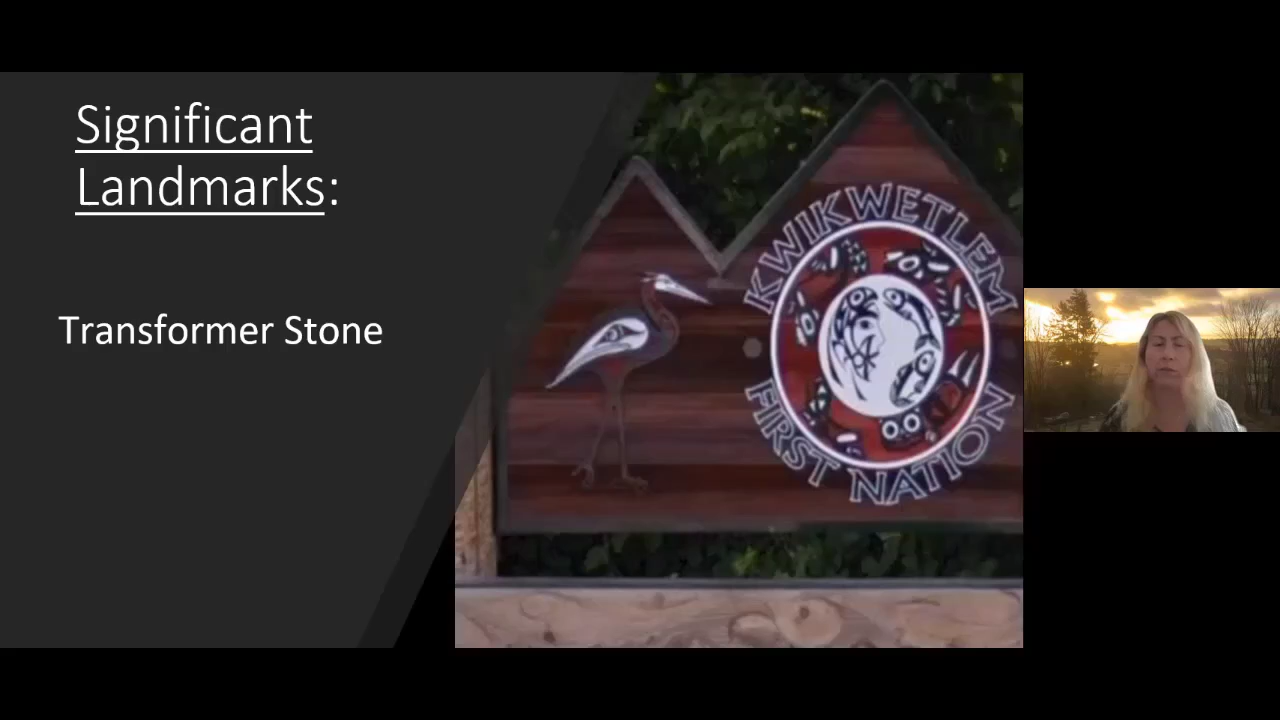 Significant
Landmarks:
Transformer Stone
KWIKWETLEM
FIRST NATION